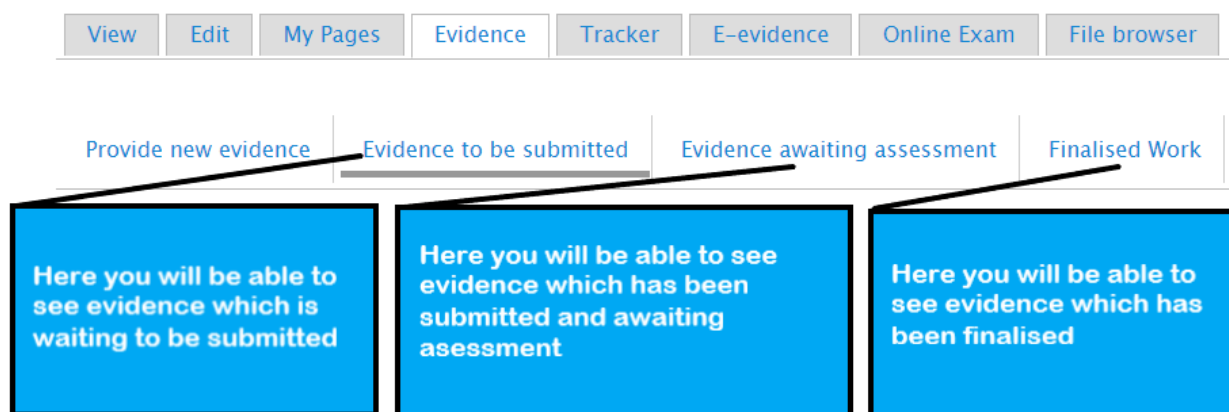 View Edit My Pages Evidence Tracker E-evidence Online Exam File browser
Provide new evidence Evidence to be submitted Evidence awaiting assessment Finalised Work
Here you will be able to
see evidence which is
waiting to be submitted
Here you will be able to see
evidence which has been
submitted and awaiting
asessment
Here you will be able to
see evidence which has
been finalised